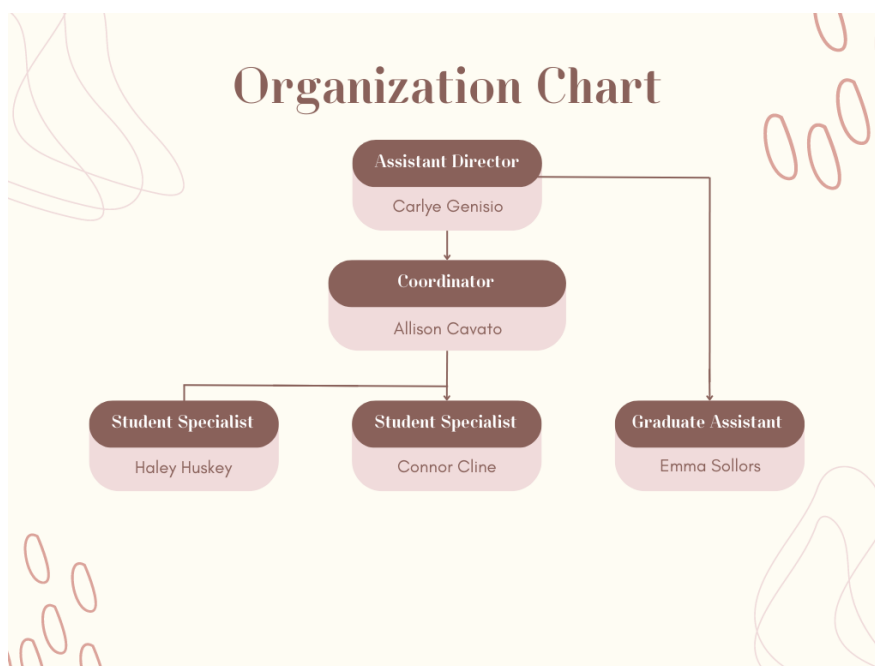 Organization Chart
Assistant Director
Carlye Genisio
Coordinator
Allison Cavato
Student Specialist
Haley Huskey
Student Specialist
Connor Cline
Graduate Assistant
Emma Sollors